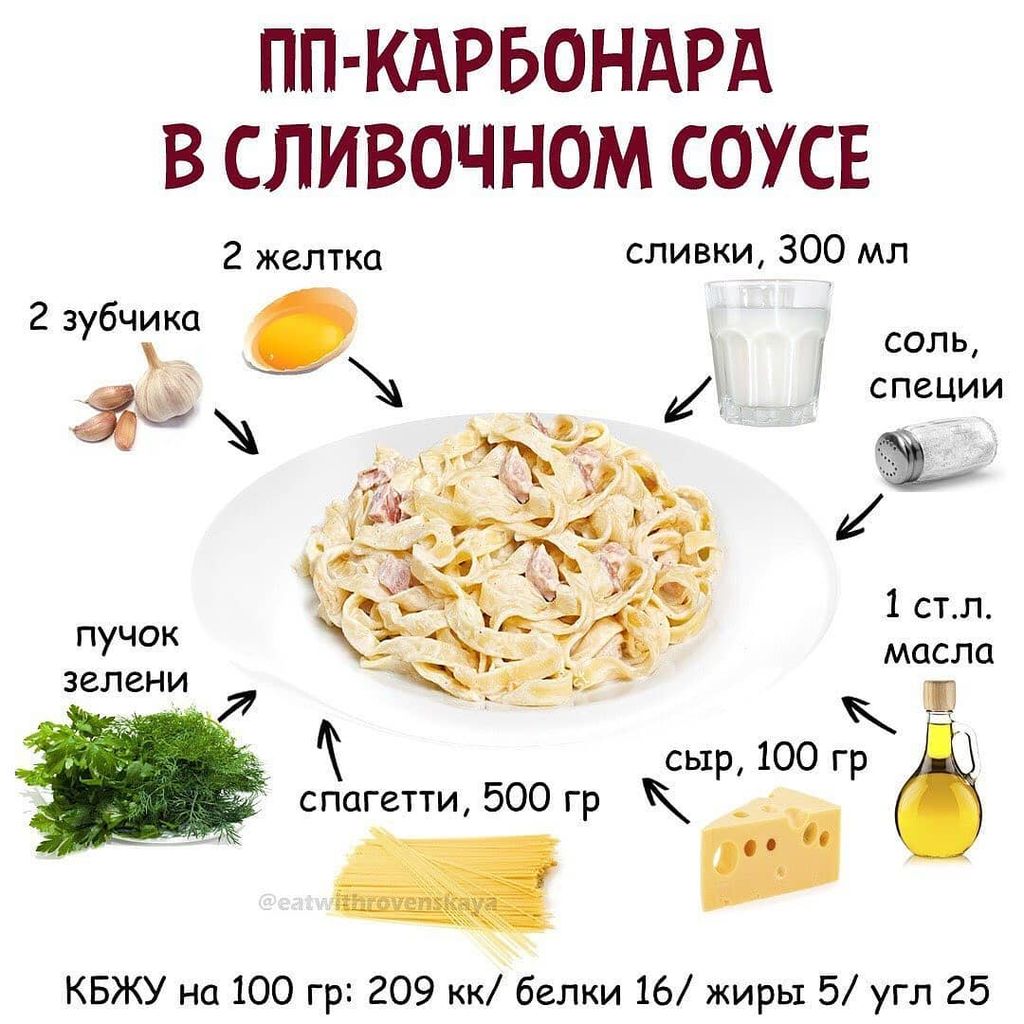 ПП-КАРБОНАРА
В СЛИВОЧНОМ СОУСЕ
2 желтка
сливки, 300 мл
2 зубчика
соль,
специи
1 ст.л.
масла
пучок
зелени
сыр, 100 гр
спагетти, 500 гр
@eatwithrovenskaya
КБЖУ на 100 гр: 209 кк/ белки 16/ жиры 5/ угл 25